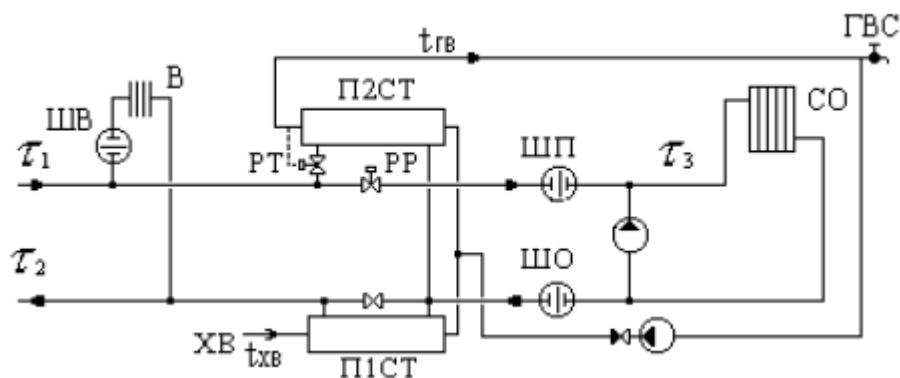 ГВС
tгв
В
П2СТ
СО
ШВ
ШП
τ3
τ1
РТ
РР
τ2
ШО
ХВ
tхв
П1СТ